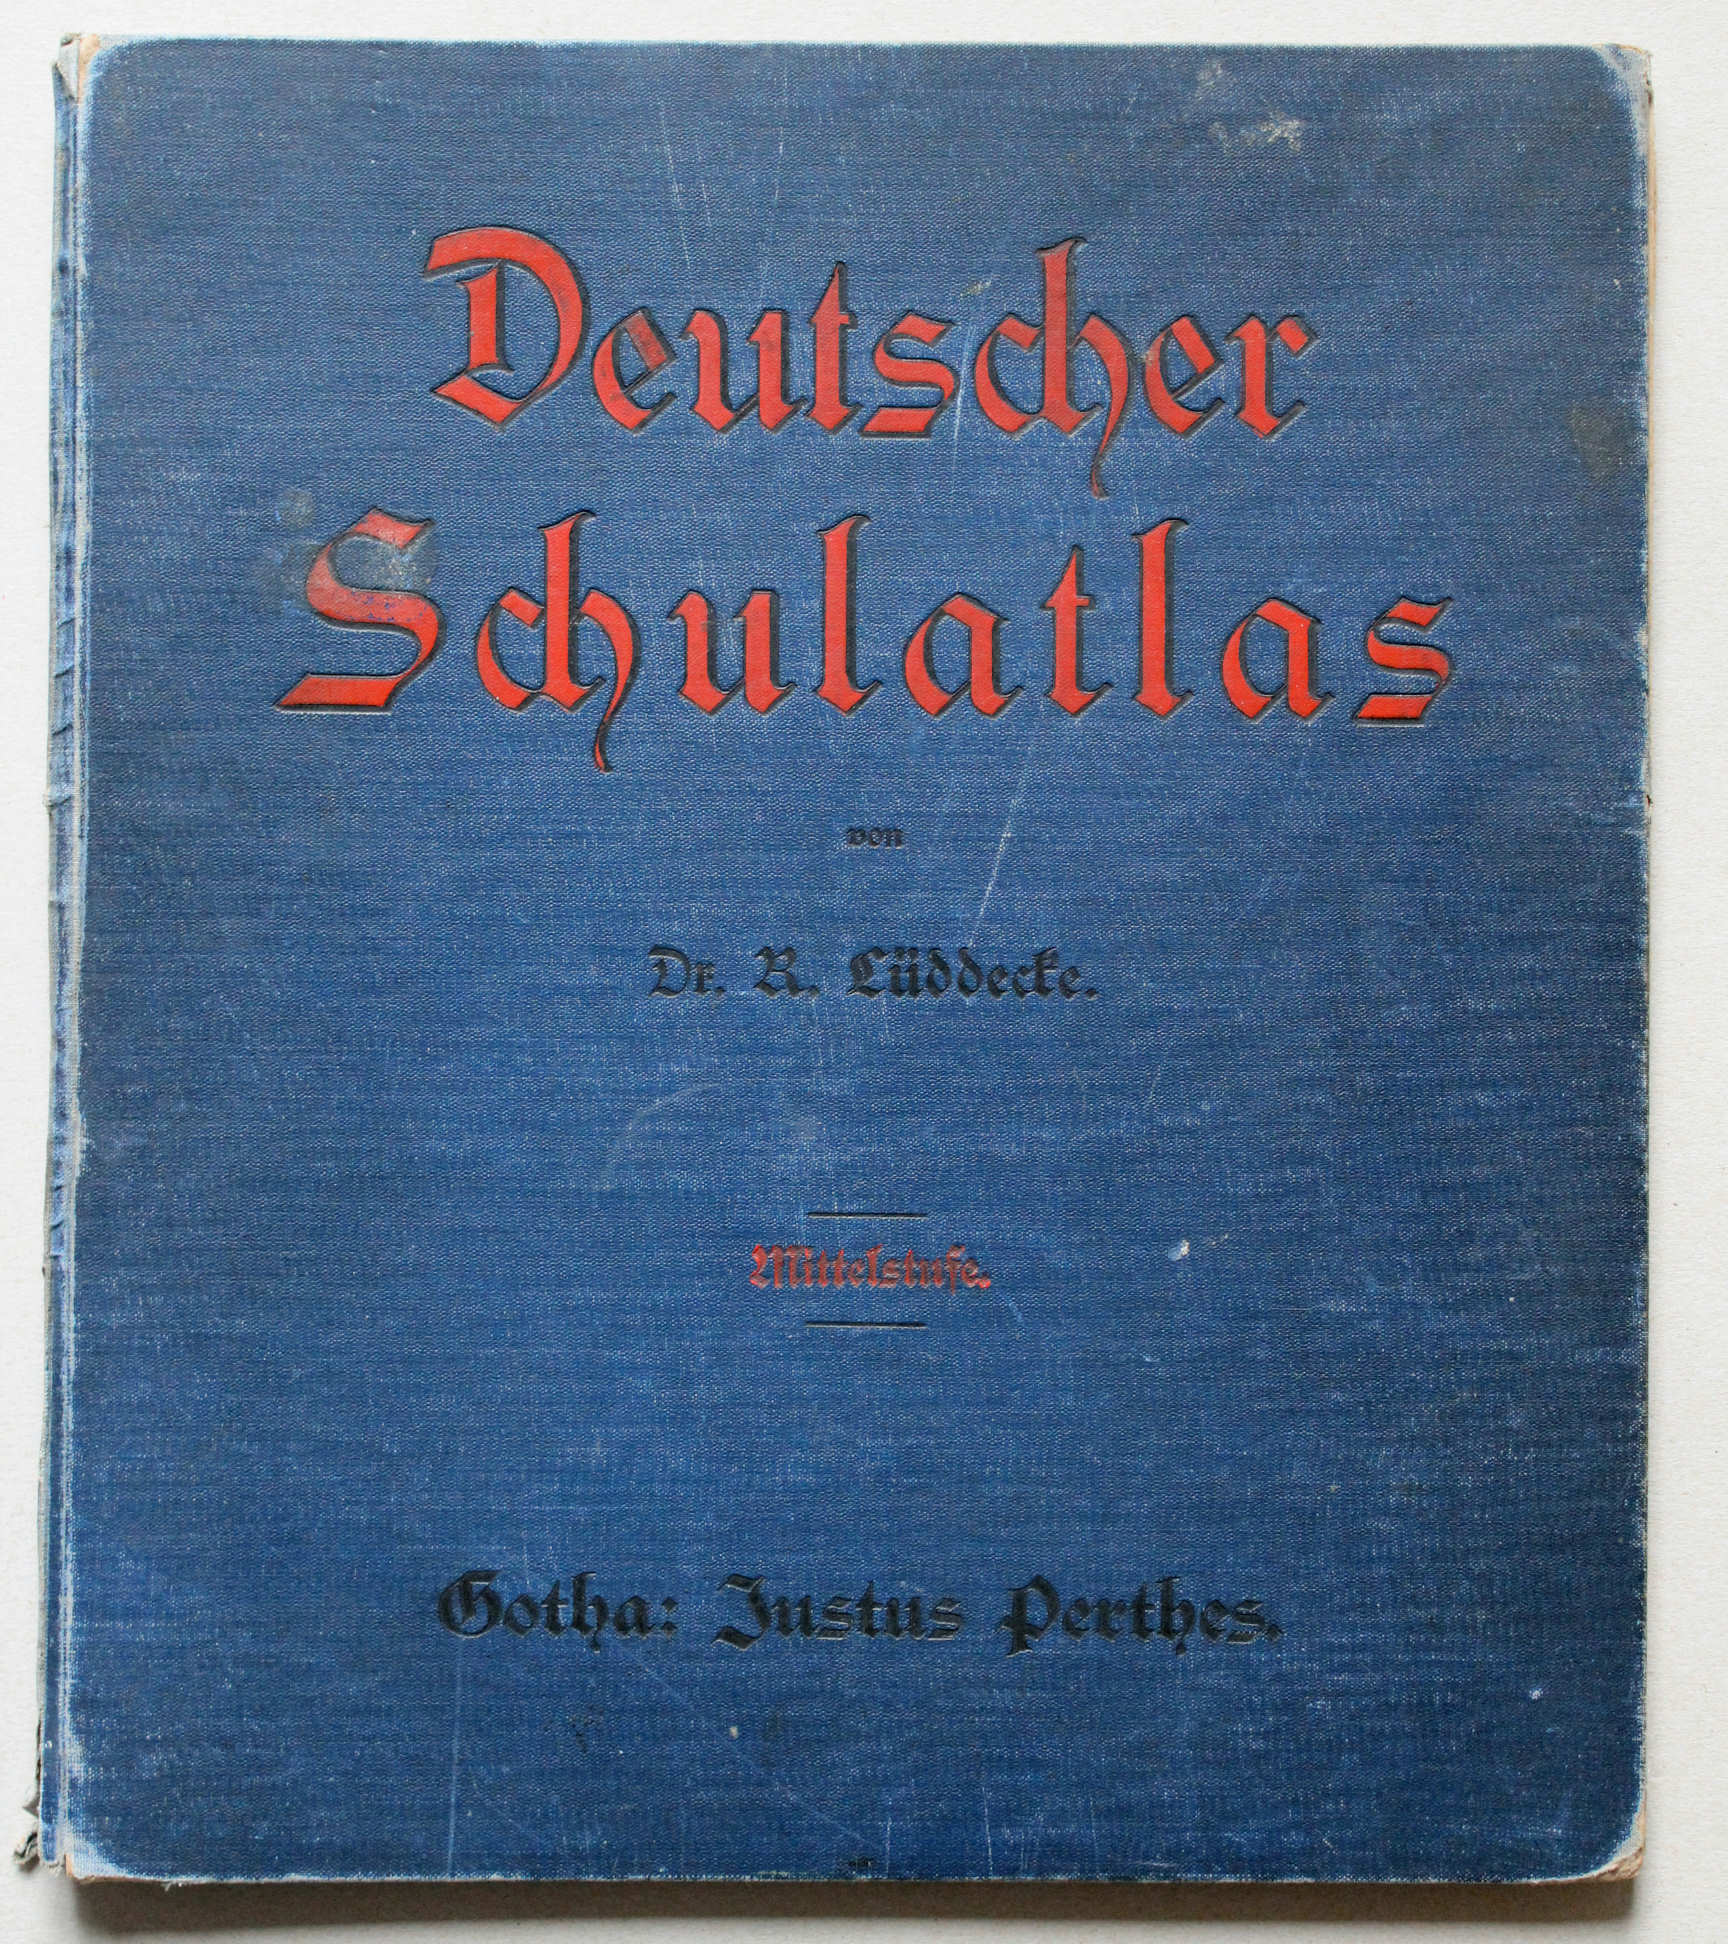 Deutscher
Schulatlas
von
Dr. R. Lüddecke.
Mittelstufe.
Gotha: Justus Perthes.